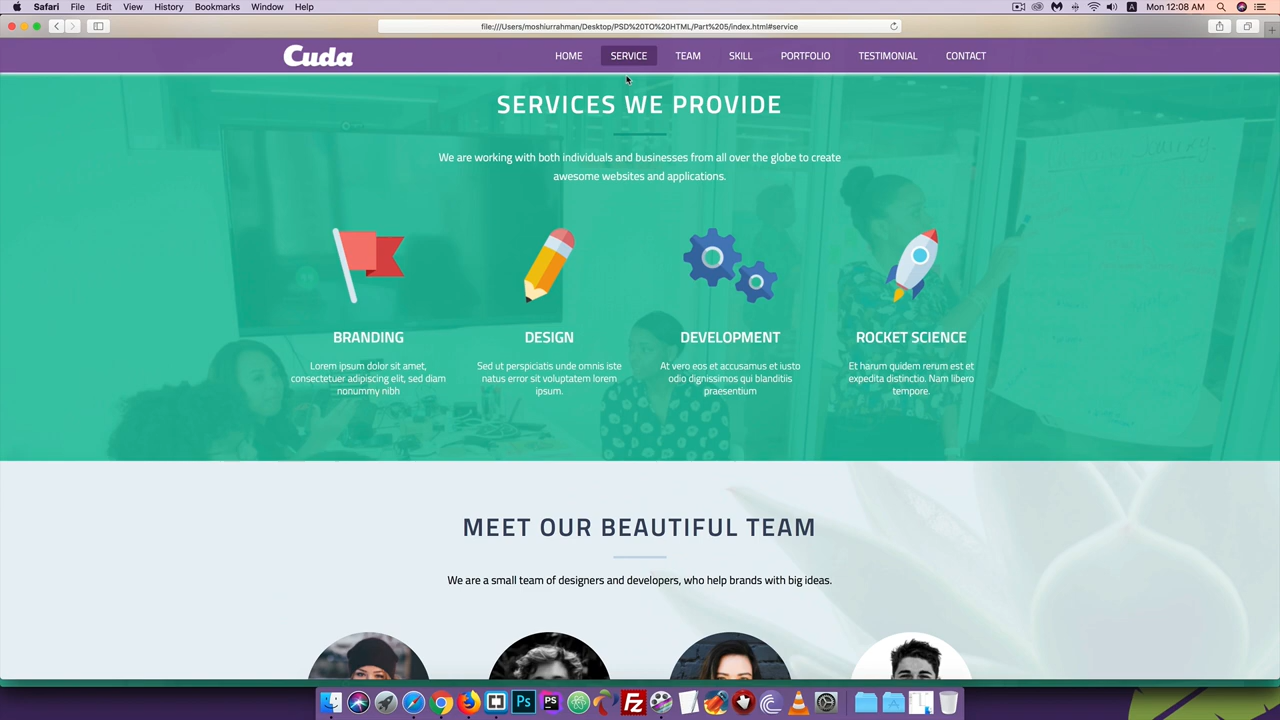 Safari File Edit View History Bookmarks Window Help
A Mon 12:08 AM
file:///Users/moshiurrahman/Desktop/PSD%20TO%20HTML/Part%205/index.html#service
Cuda HOME SERVICE TEAM SKILL PORTFOLIO TESTIMONIAL CONTACT
SERVICES WE PROVIDE
We are working with both individuals and businesses from all over the globe to create
awesome websites and applications.
BRANDING
Lorem ipsum dolor sit amet,
consectetuer adipiscing elit, sed diam
nonummy nibh
DESIGN
Sed ut perspiciatis unde omnis iste
natus error sit voluptatem lorem
ipsum.
DEVELOPMENT
At vero eos et accusamus et iusto
odio dignissimos qui blanditiis
praesentium
ROCKET SCIENCE
Et harum quidem rerum est et
expedita distinctio. Nam libero
tempore.
MEET OUR BEAUTIFUL TEAM
We are a small team of designers and developers, who help brands with big ideas.
Ps PS Fz